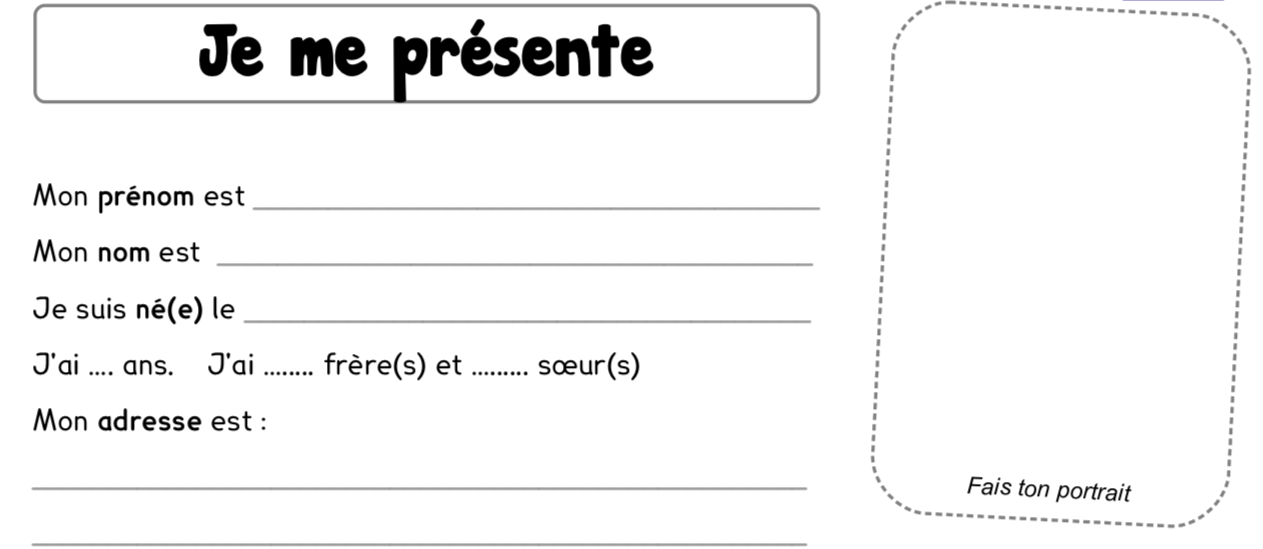 Je me présente
Mon prénom est
Mon nom est
Je suis né(e) le
J'ai .... ans. J'ai ........ frère(s) et ......... sœur(s)
Mon adresse est :
Fais ton portrait